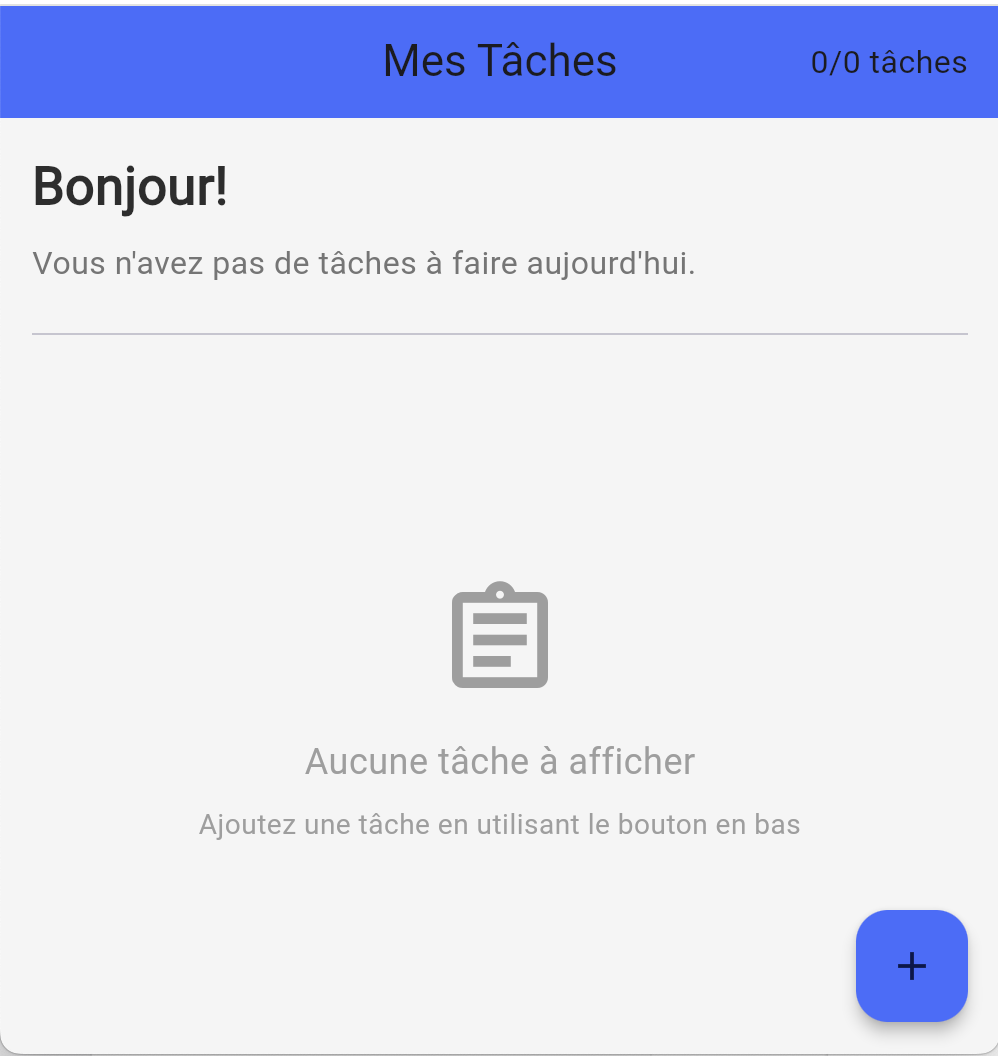 Mes Tâches
0/0 tâches
Bonjour!
Vous n'avez pas de tâches à faire aujourd'hui.
Aucune tâche à afficher
Ajoutez une tâche en utilisant le bouton en bas
+